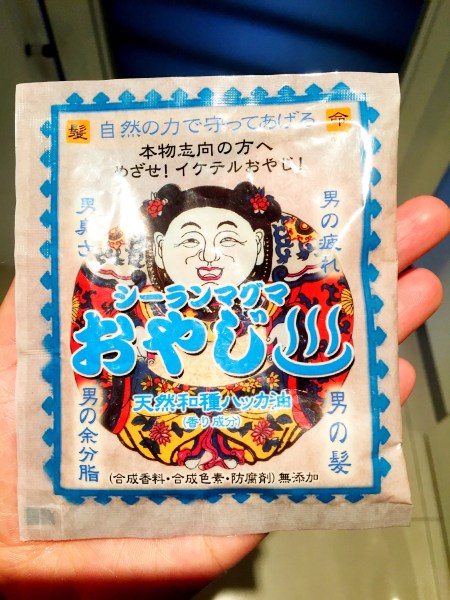 髪 自然の力で守ってあげる 命
本物志向の方へ
めざせ！イケテルおやじ！
男臭さ
男の疲れ
シーランマグマ
おやじ♨
天然和種ハッカ油
(香り成分)
男の余分脂
男の髪
(合成香料・合成色素・防腐剤)無添加